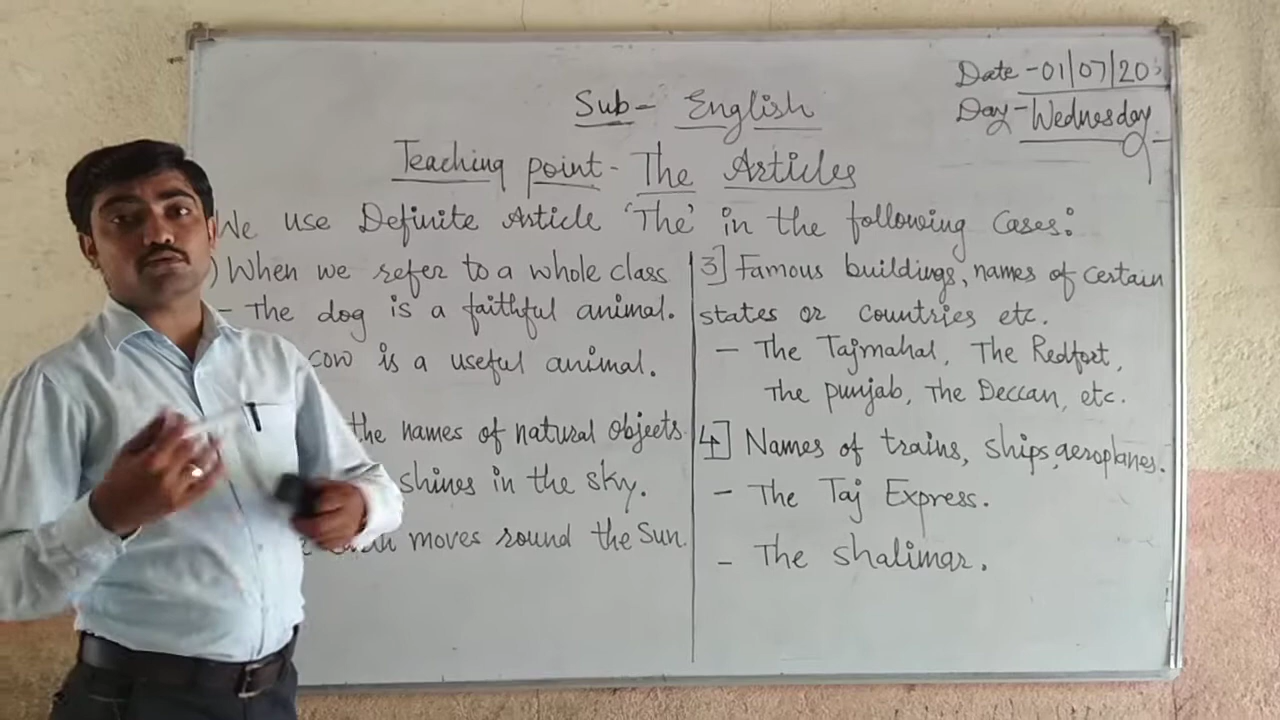 Date - 01/07/20
Day - Wednesday
Sub - English
Teaching point - The Articles
We use Definite Article 'The' in the following Cases:
) When we refer to a whole class
- The dog is a faithful animal.
cow is a useful animal.
the names of natural objects
shines in the sky.
moves round the Sun.
3] Famous buildings, names of certain
states or countries etc.
- The Tajmahal, The Redfort,
The punjab, The Deccan, etc.
4] Names of trains, ships, aeroplanes.
- The Taj Express.
- The Shalimar.